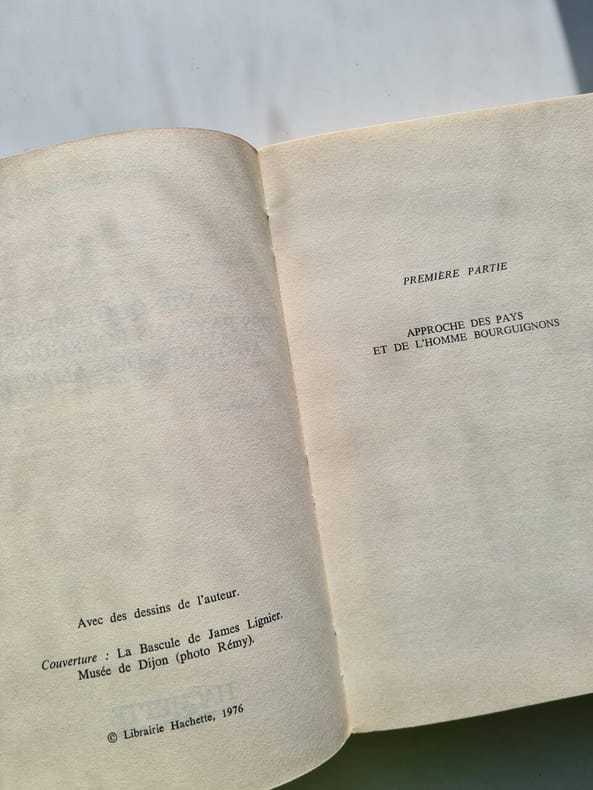 Avec des dessins de l'auteur.
Couverture : La Bascule de James Lignier.
Musée de Dijon (photo Rémy).
© Librairie Hachette, 1976
PREMIÈRE PARTIE
APPROCHE DES PAYS
ET DE L'HOMME BOURGUIGNONS